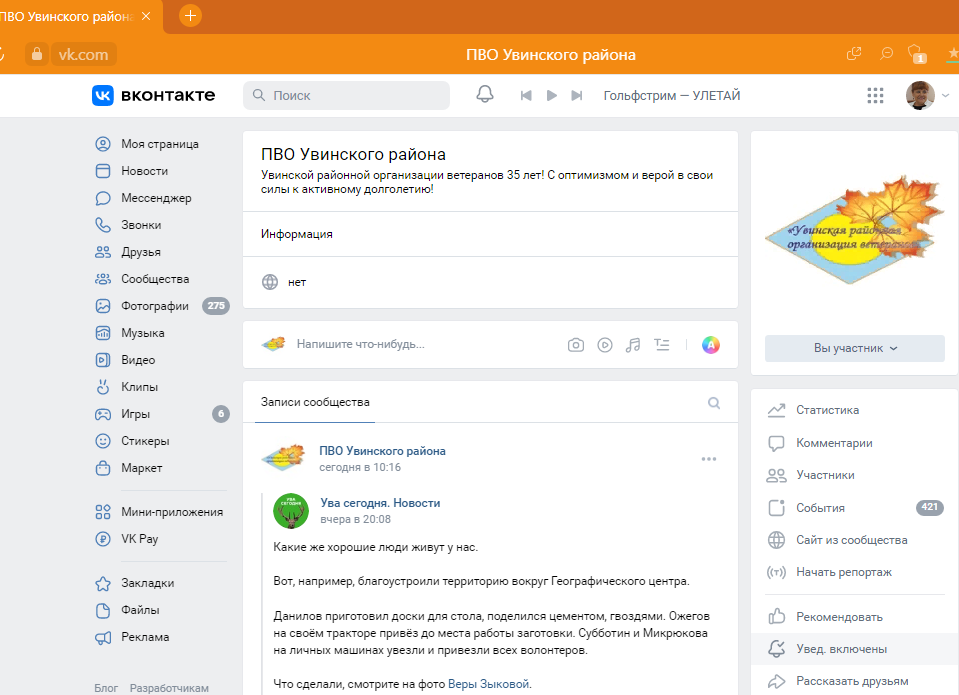 ПВО Увинского района
vk.com
ПВО Увинского района
1
вконтакте
Поиск
Гольфстрим — УЛЕТАЙ
Моя страница
Новости
Мессенджер
Звонки
Друзья
Сообщества
Фотографии 275
Музыка
Видео
Клипы
Игры 6
Стикеры
Маркет
Мини-приложения
VK Pay
Закладки
Файлы
Реклама
Блог Разработчикам
ПВО Увинского района
Увинской районной организации ветеранов 35 лет! С оптимизмом и верой в свои
силы к активному долголетию!
Информация
нет
Напишите что-нибудь...
Записи сообщества
ПВО Увинского района
сегодня в 10:16
УВА
СЕГОДНЯ
Ува сегодня. Новости
вчера в 20:08
Какие же хорошие люди живут у нас.
Вот, например, благоустроили территорию вокруг Географического центра.
Данилов приготовил доски для стола, поделился цементом, гвоздями. Ожегов
на своём тракторе привёз до места работы заготовки. Субботин и Микрюкова
на личных машинах увезли и привезли всех волонтеров.
Что сделали, смотрите на фото Веры Зыковой.
«Увинская районная
организация ветеранов»
Вы участник
Статистика
Комментарии
Участники
События 421
Сайт из сообщества
Начать репортаж
Рекомендовать
Увед. включены
Рассказать друзьям